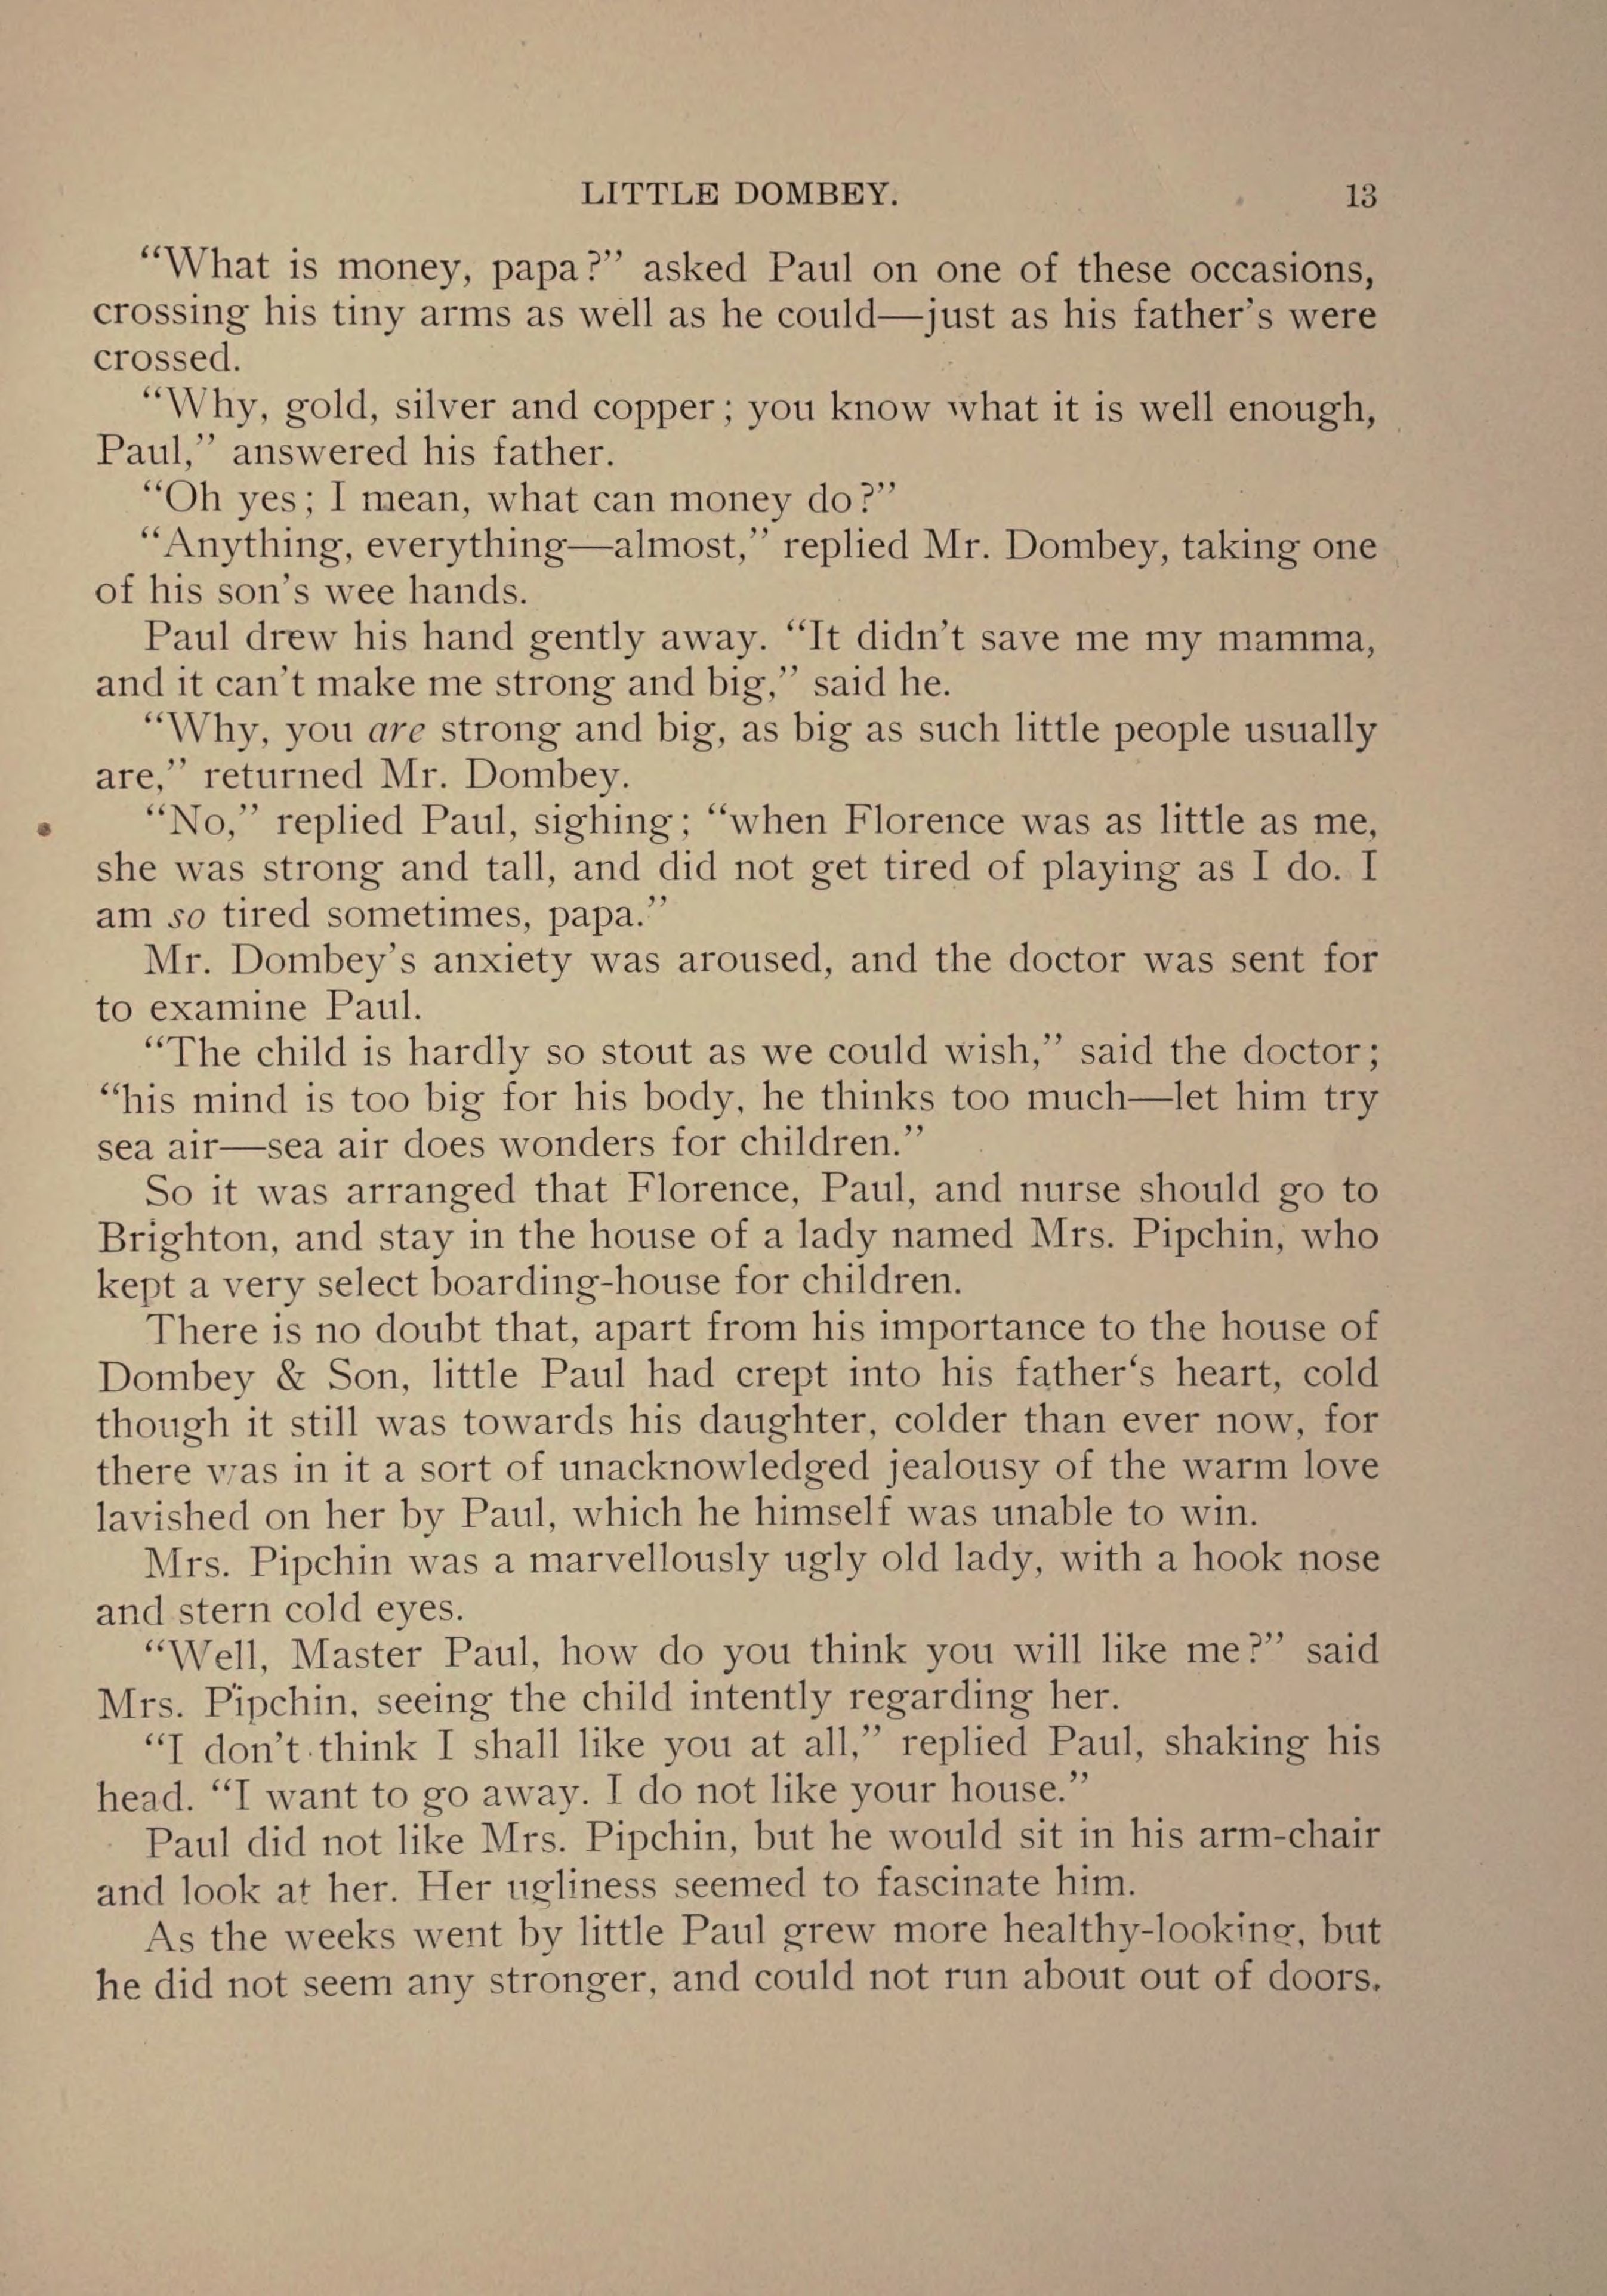 LITTLE DOMBEY. 13
“What is money, papa?” asked Paul on one of these occasions,
crossing his tiny arms as well as he could—just as his father's were
crossed.
“Why, gold, silver and copper; you know what it is well enough,
Paul,” answered his father.
“Oh yes; I mean, what can money do?”
“Anything, everything—almost,” replied Mr. Dombey, taking one
of his son's wee hands.
Paul drew his hand gently away. “It didn't save me my mamma,
and it can't make me strong and big,” said he.
“Why, you are strong and big, as big as such little people usually
are,” returned Mr. Dombey.
“No,” replied Paul, sighing; “when Florence was as little as me,
she was strong and tall, and did not get tired of playing as I do. I
am so tired sometimes, papa.”
Mr. Dombey's anxiety was aroused, and the doctor was sent for
to examine Paul.
“The child is hardly so stout as we could wish,” said the doctor;
“his mind is too big for his body, he thinks too much—let him try
sea air—sea air does wonders for children.”
So it was arranged that Florence, Paul, and nurse should go to
Brighton, and stay in the house of a lady named Mrs. Pipchin, who
kept a very select boarding-house for children.
There is no doubt that, apart from his importance to the house of
Dombey & Son, little Paul had crept into his father‘s heart, cold
though it still was towards his daughter, colder than ever now, for
there was in it a sort of unacknowledged jealousy of the warm love
lavished on her by Paul, which he himself was unable to win.
Mrs. Pipchin was a marvellously ugly old lady, with a hook nose
and stern cold eyes.
“Well, Master Paul, how do you think you will like me?” said
Mrs. Pipchin, seeing the child intently regarding her.
“I don't think I shall like you at all,” replied Paul, shaking his
head. “I want to go away. I do not like your house.”
Paul did not like Mrs. Pipchin, but he would sit in his arm-chair
and look at her. Her ugliness seemed to fascinate him.
As the weeks went by little Paul grew more healthy-looking, but
he did not seem any stronger, and could not run about out of doors.